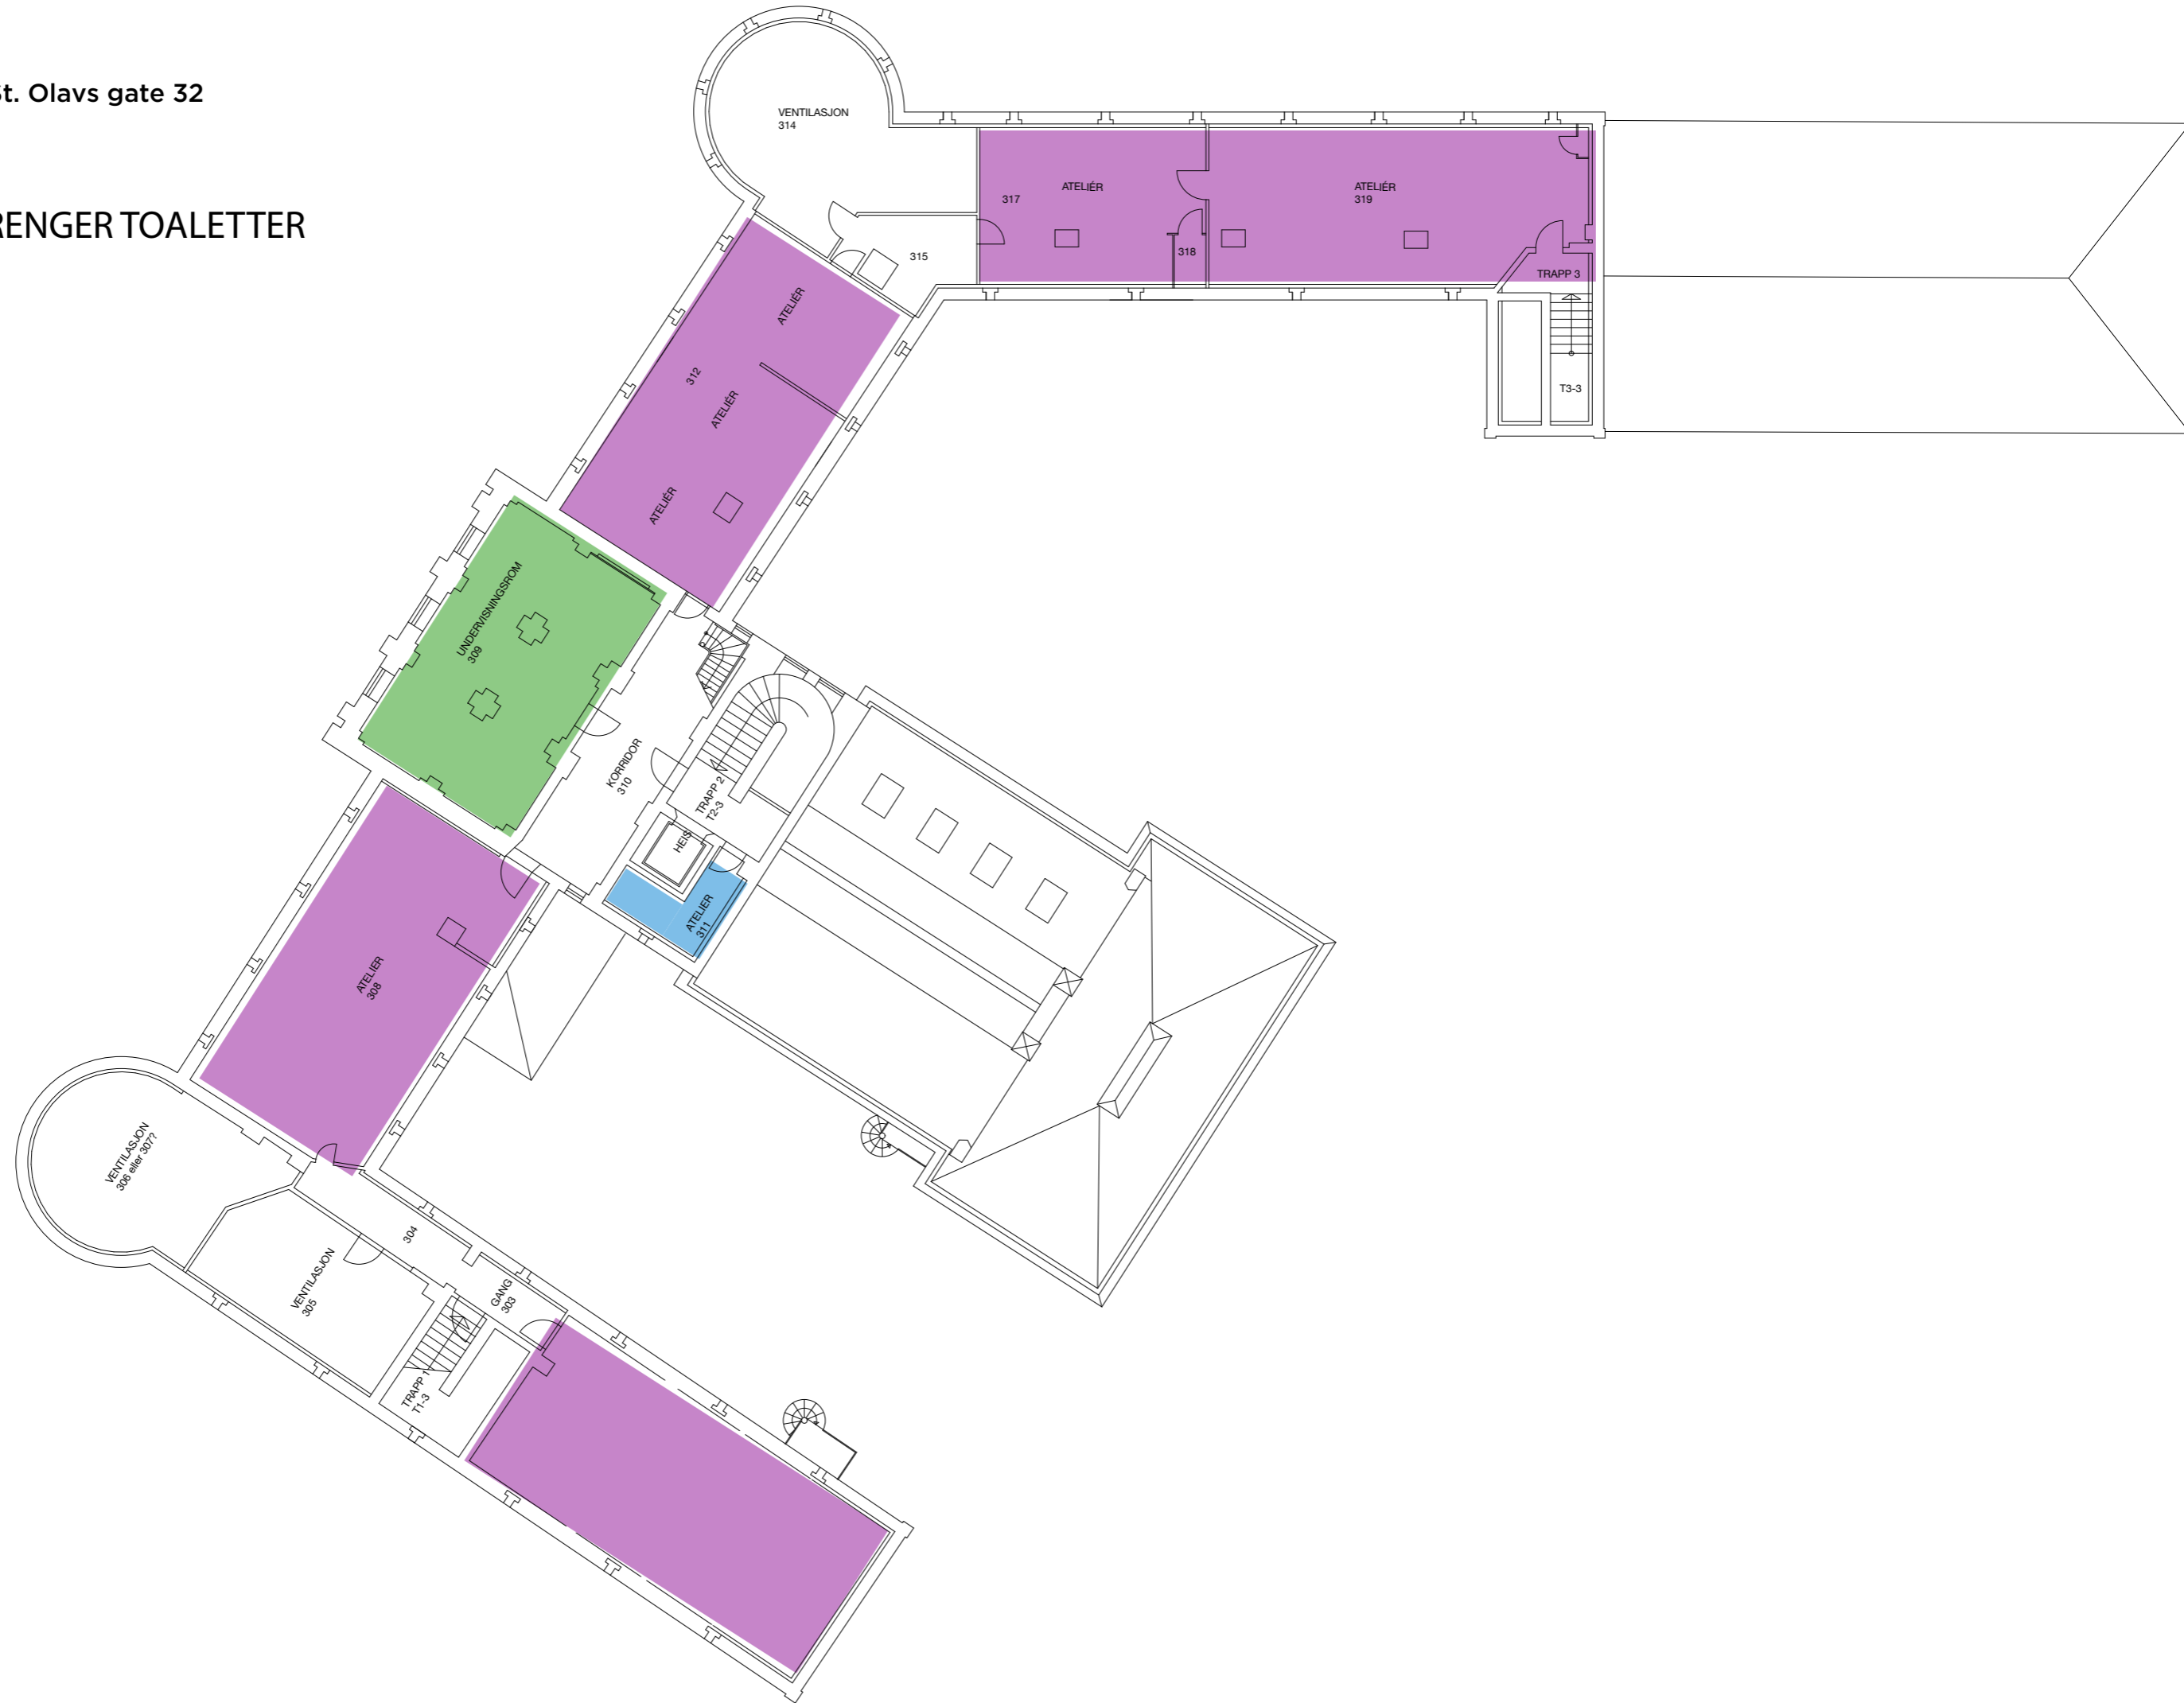 St. Olavs gate 32
RENGER TOALETTER
VENTILASJON
314
317
ATELIÉR
ATELIÉR
319
318
315
TRAPP 3
T3-3
ATELIÉR
312
ATELIÉR
ATELIÉR
UNDERVISNINGSROM
309
KORRIDOR
310
TRAPP 2
T2-3
HEIS
ATELIER
311
ATELIER
308
VENTILASJON
306 eller 307?
304
VENTILASJON
305
GANG
303
TRAPP 1
T1-3